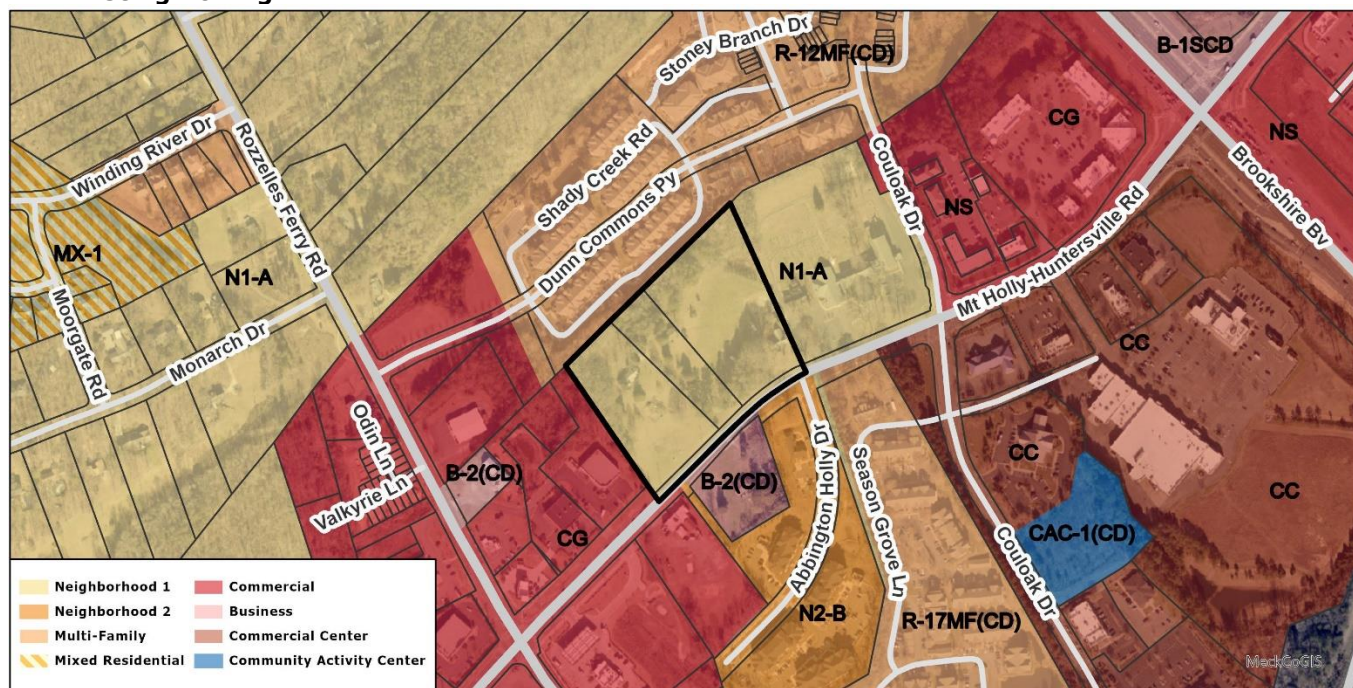 Stoney Branch Dr
R-12MF(CD)
B-1SCD
Winding River Dr
Rozzelles Ferry Rd
Shady Creek Rd
Dunn Commons Py
Couloak Dr
CG
NS
NS
Brookshire Bv
MX-1
N1-A
N1-A
Mt Holly-Huntersville Rd
Moorgate Rd
Monarch Dr
CC
Odin Ln
Valkyrie Ln
B-2(CD)
B-2(CD)
CG
Abbington Holly Dr
Season Grove Ln
CC
CC
CAC-1(CD)
Couloak Dr
N2-B
R-17MF(CD)
Neighborhood 1
Neighborhood 2
Multi-Family
Mixed Residential
Commercial
Business
Commercial Center
Community Activity Center
MeckCoGIS